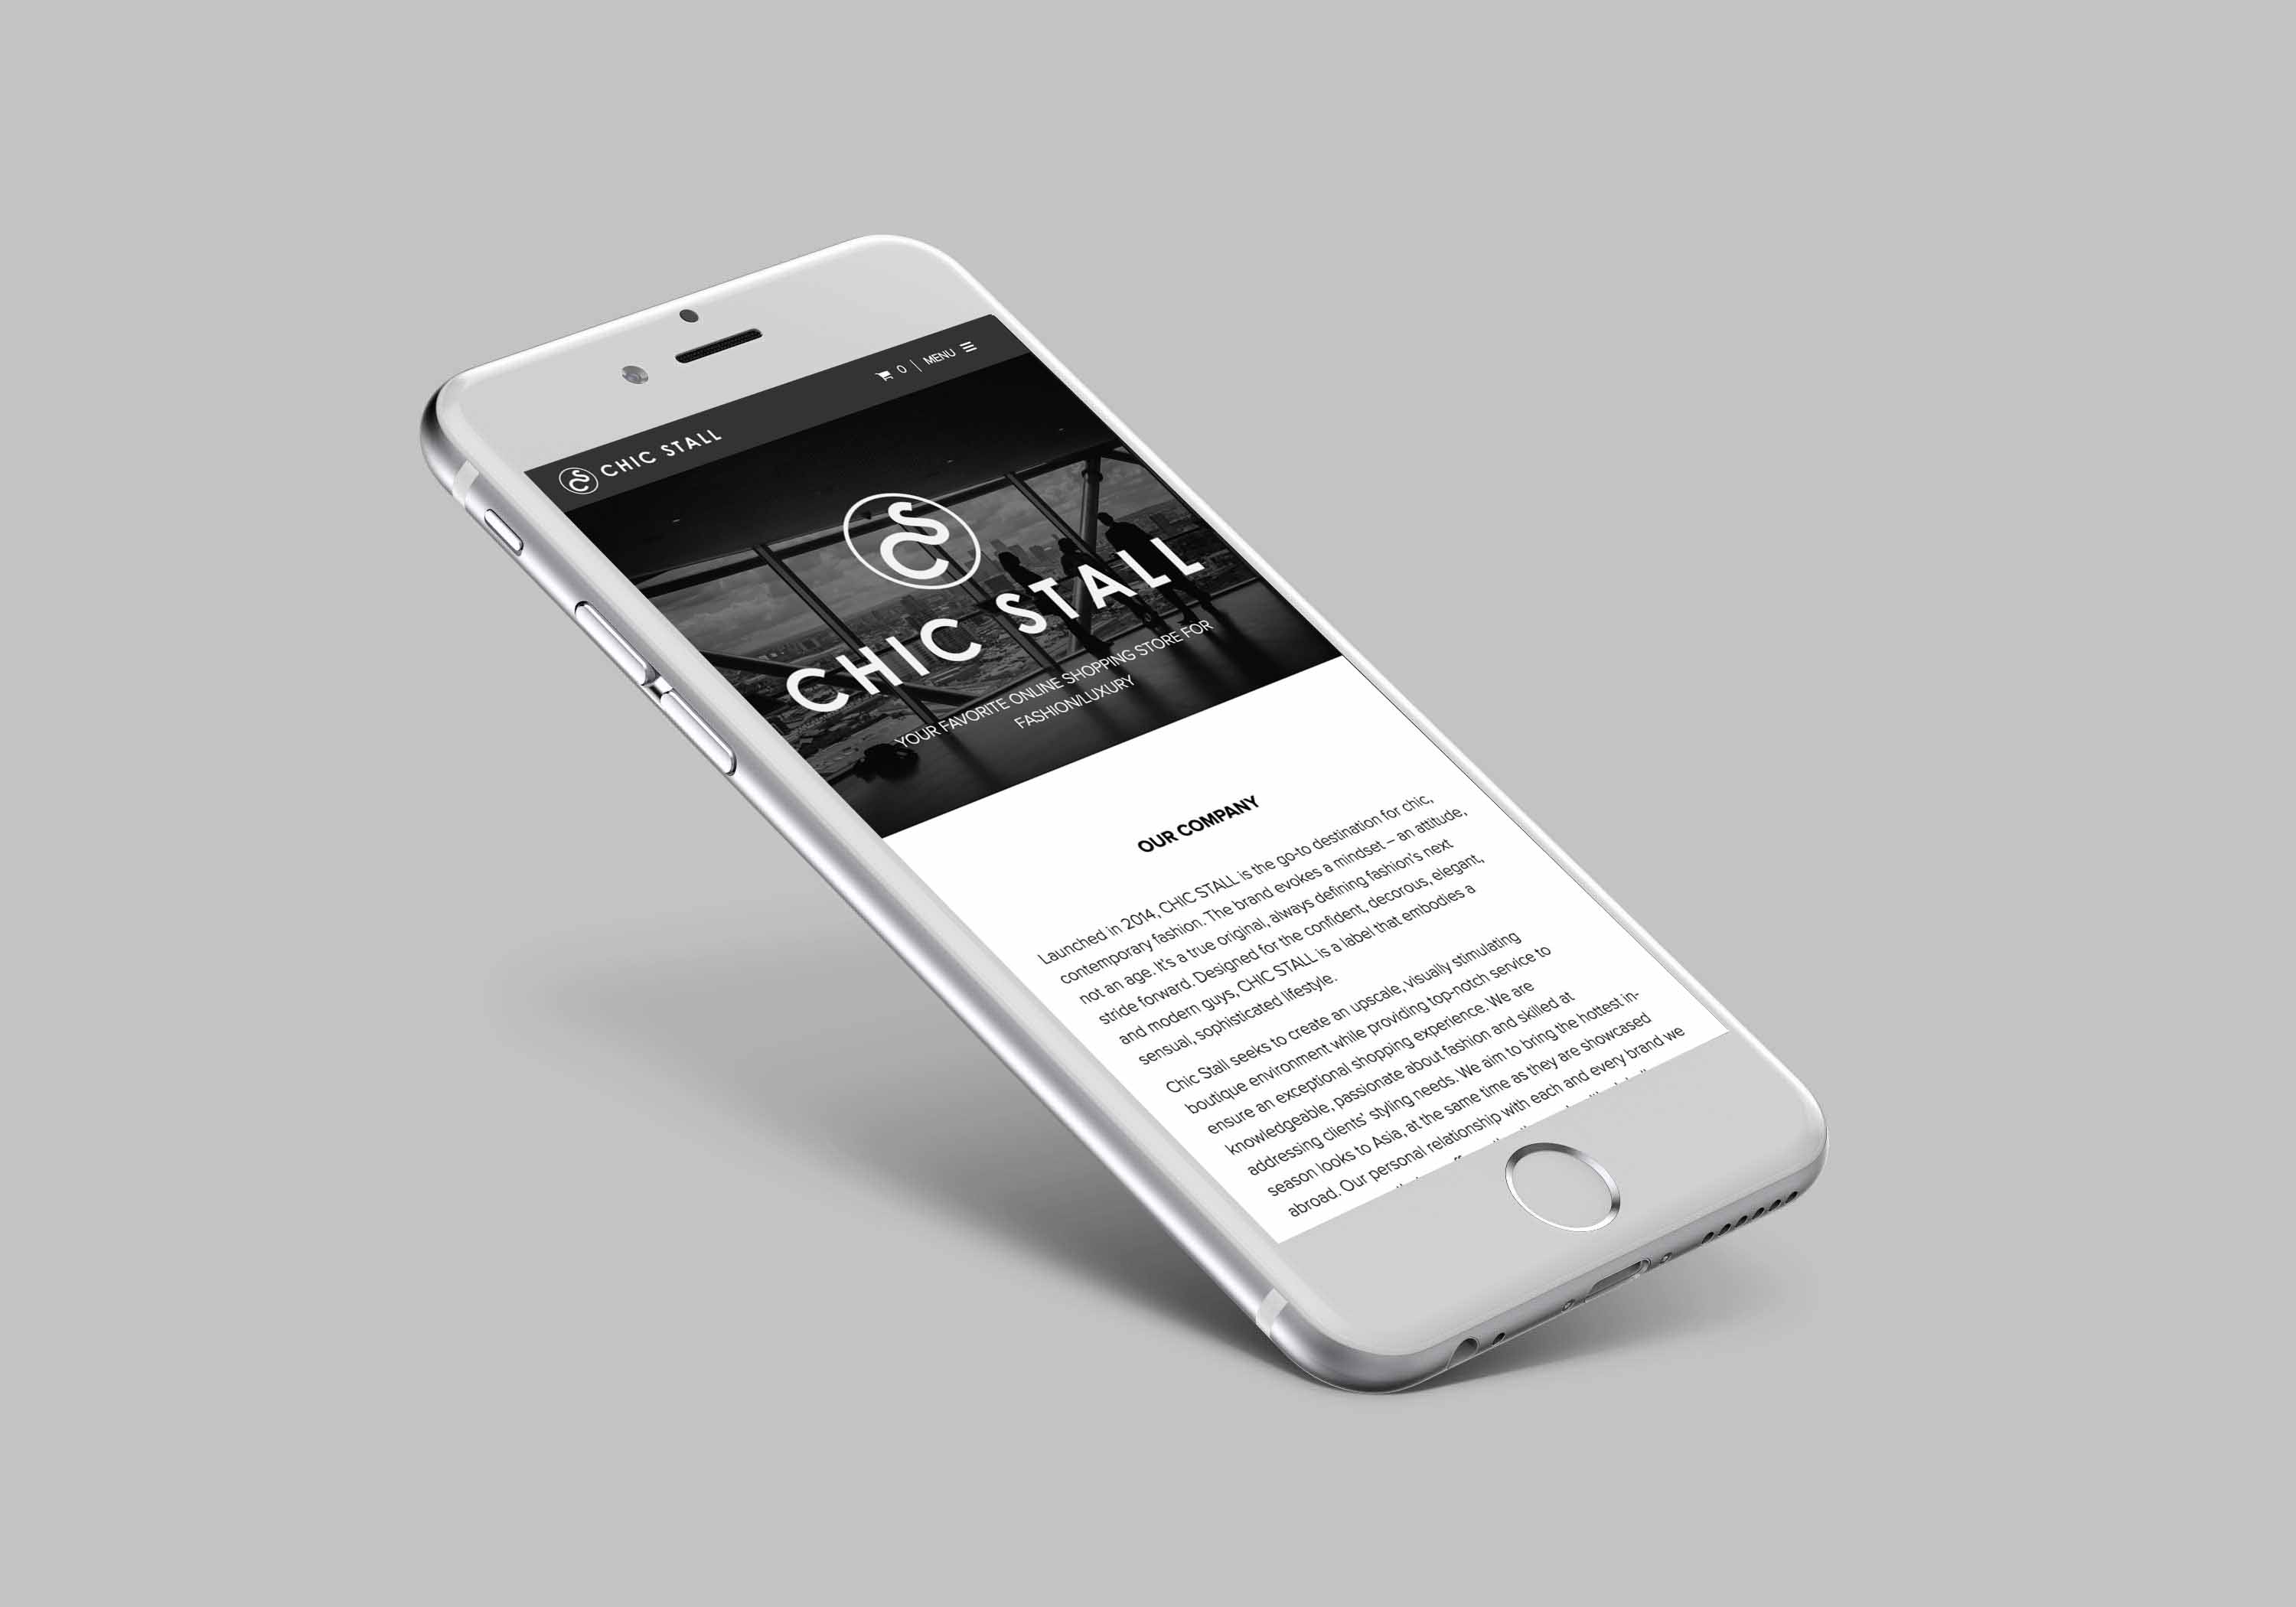 CS CHIC STALL
0 | MENU
CS
CHIC STALL
YOUR FAVORITE ONLINE SHOPPING STORE FOR
FASHION/LUXURY
OUR COMPANY
Launched in 2014, CHIC STALL is the go-to destination for chic,
contemporary fashion. The brand evokes a mindset – an attitude,
not an age. It's a true original, always defining fashion's next
stride forward. Designed for the confident, decorous, elegant,
and modern guys, CHIC STALL is a label that embodies a
sensual, sophisticated lifestyle.
Chic Stall seeks to create an upscale, visually stimulating
boutique environment while providing top-notch service to
ensure an exceptional shopping experience. We are
knowledgeable, passionate about fashion and skilled at
addressing clients' styling needs. We aim to bring the hottest in-
season looks to Asia, at the same time as they are showcased
abroad. Our personal relationship with each and every brand we